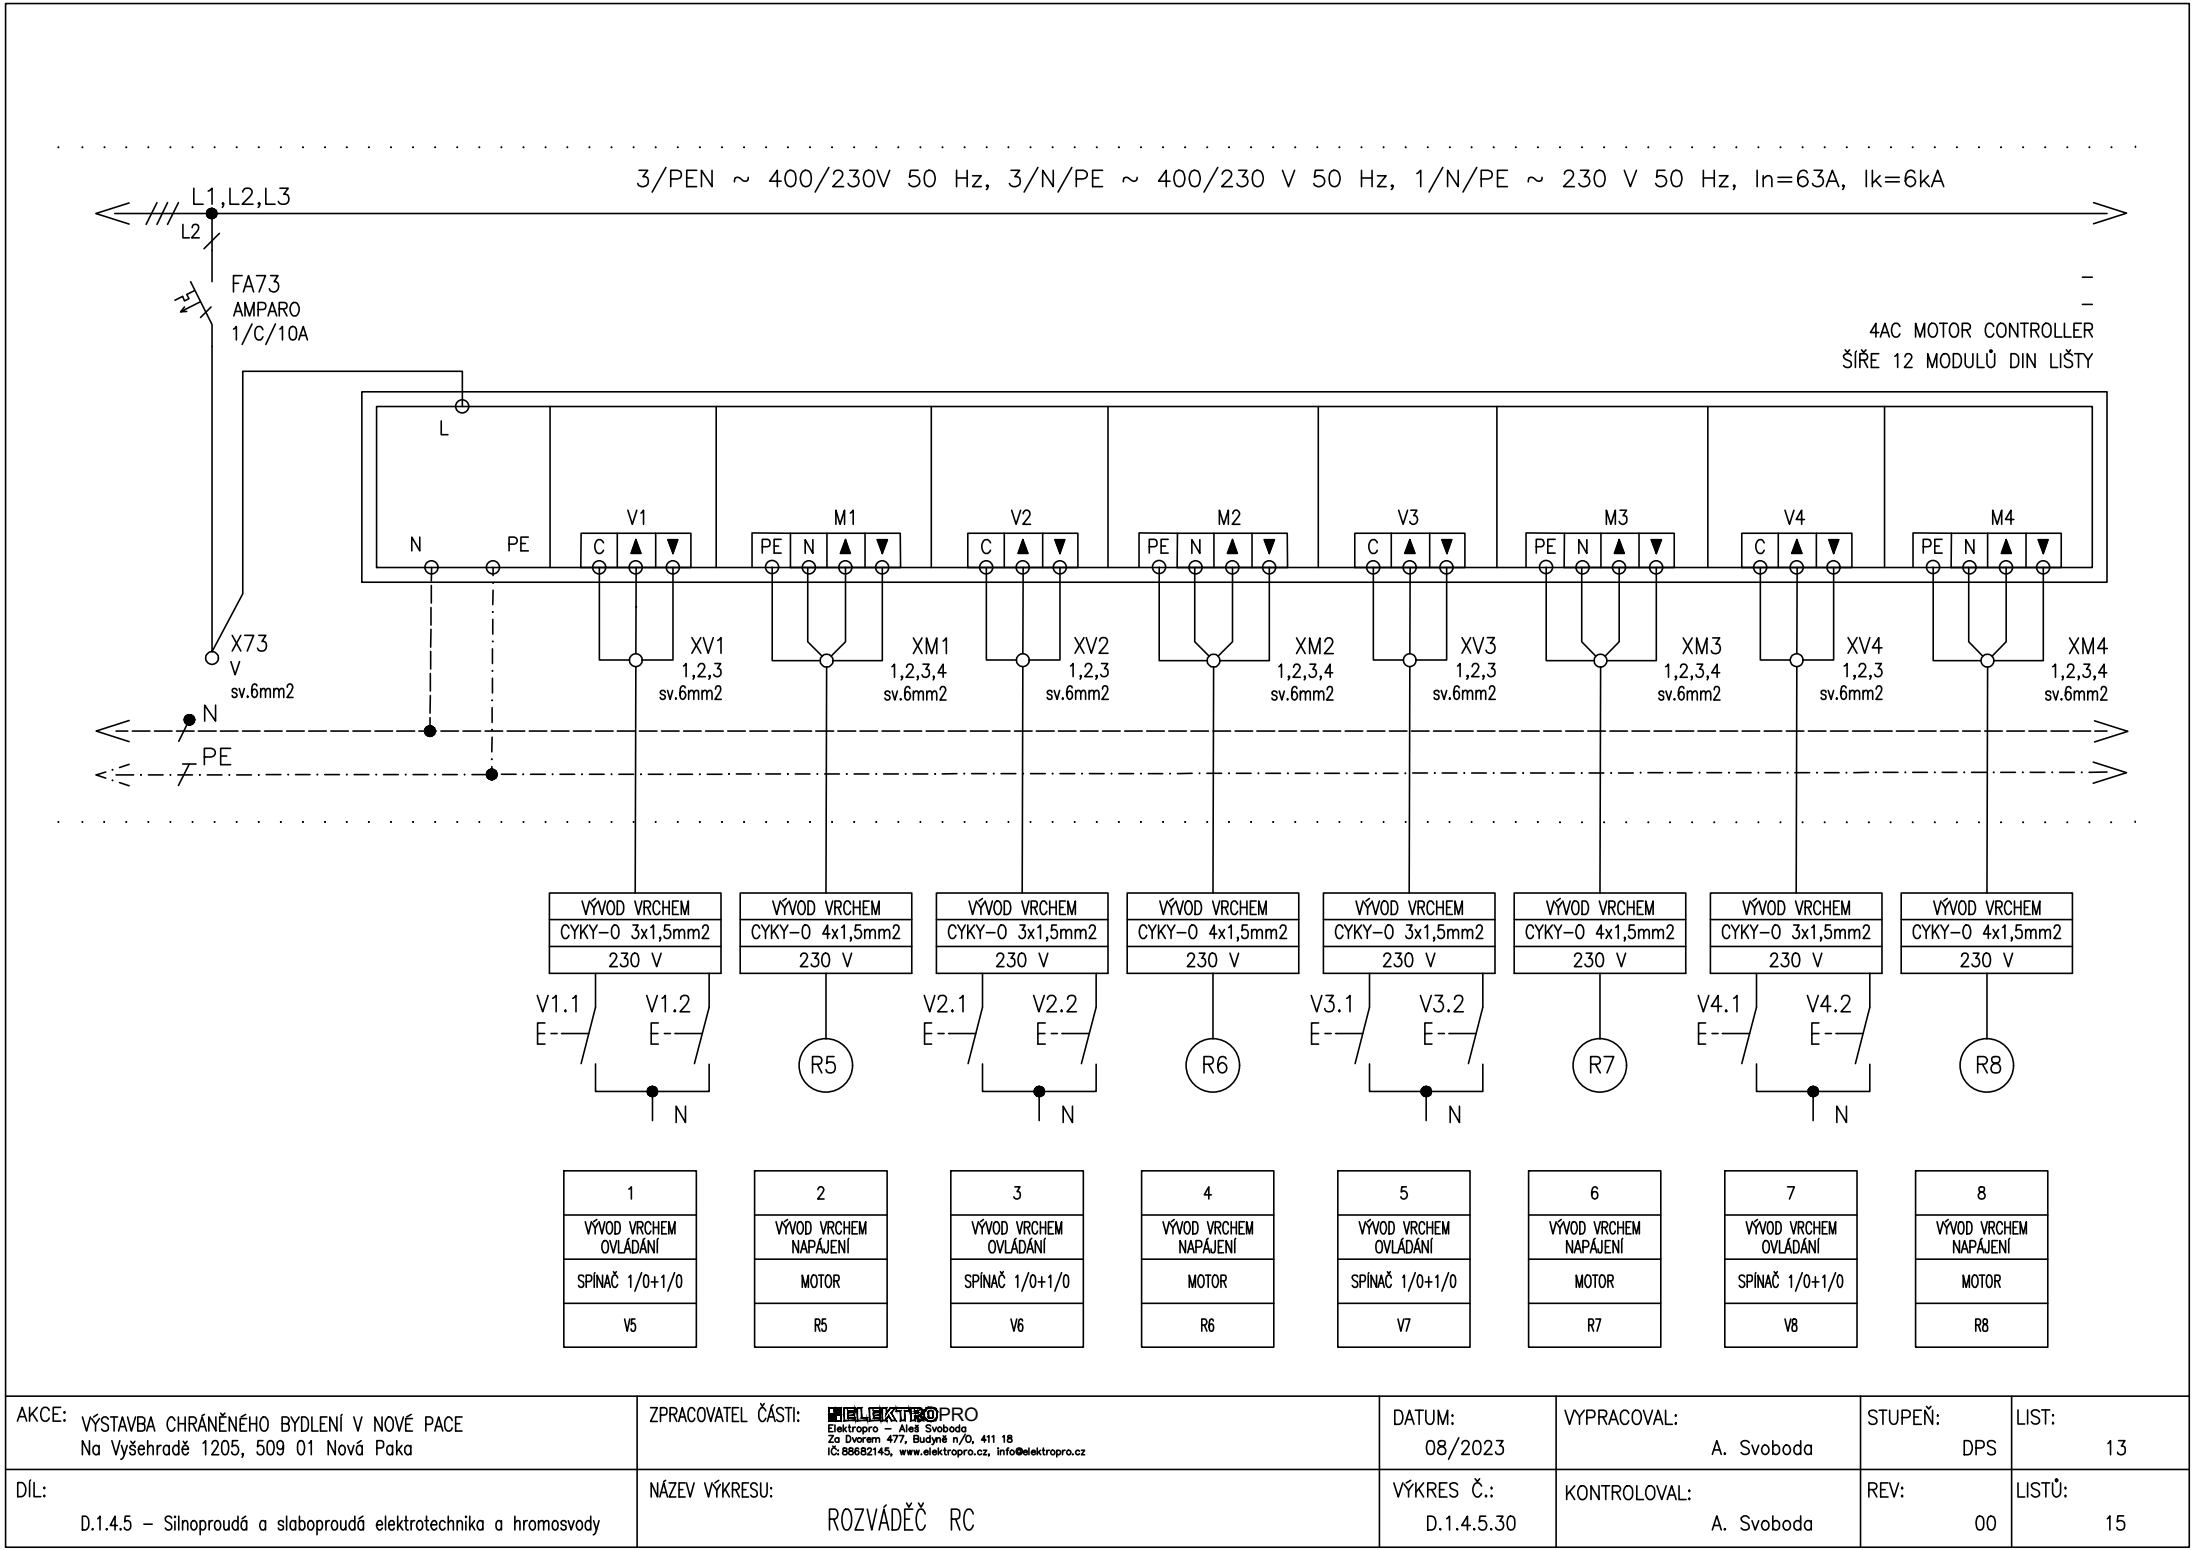 3/PEN ~ 400/230V 50 Hz, 3/N/PE ~ 400/230 V 50 Hz, 1/N/PE ~ 230 V 50 Hz, In=63A, Ik=6kA
L1,L2,L3
L2
FA73
AMPARO
1/C/10A
–
–
4AC MOTOR CONTROLLER
ŠÍŘE 12 MODULŮ DIN LIŠTY
L
N PE
V1 M1 V2 M2 V3 M3 V4 M4
C ▲ ▼ PE N ▲ ▼ C ▲ ▼ PE N ▲ ▼ C ▲ ▼ PE N ▲ ▼ C ▲ ▼ PE N ▲ ▼
X73
V
sv.6mm2
XV1 XM1 XV2 XM2 XV3 XM3 XV4 XM4
1,2,3 1,2,3,4 1,2,3 1,2,3,4 1,2,3 1,2,3,4 1,2,3 1,2,3,4
sv.6mm2 sv.6mm2 sv.6mm2 sv.6mm2 sv.6mm2 sv.6mm2 sv.6mm2 sv.6mm2
N
PE
VÝVOD VRCHEM VÝVOD VRCHEM VÝVOD VRCHEM VÝVOD VRCHEM VÝVOD VRCHEM VÝVOD VRCHEM VÝVOD VRCHEM VÝVOD VRCHEM
CYKY-O 3x1,5mm2 CYKY-O 4x1,5mm2 CYKY-O 3x1,5mm2 CYKY-O 4x1,5mm2 CYKY-O 3x1,5mm2 CYKY-O 4x1,5mm2 CYKY-O 3x1,5mm2 CYKY-O 4x1,5mm2
230 V 230 V 230 V 230 V 230 V 230 V 230 V 230 V
V1.1 V1.2 V2.1 V2.2 V3.1 V3.2 V4.1 V4.2
R5 R6 R7 R8
N N N N
1 2 3 4 5 6 7 8
VÝVOD VRCHEM VÝVOD VRCHEM VÝVOD VRCHEM VÝVOD VRCHEM VÝVOD VRCHEM VÝVOD VRCHEM VÝVOD VRCHEM VÝVOD VRCHEM
OVLÁDÁNÍ NAPÁJENÍ OVLÁDÁNÍ NAPÁJENÍ OVLÁDÁNÍ NAPÁJENÍ OVLÁDÁNÍ NAPÁJENÍ
SPÍNAČ 1/0+1/0 MOTOR SPÍNAČ 1/0+1/0 MOTOR SPÍNAČ 1/0+1/0 MOTOR SPÍNAČ 1/0+1/0 MOTOR
V5 R5 V6 R6 V7 R7 V8 R8
AKCE:
VÝSTAVBA CHRÁNĚNÉHO BYDLENÍ V NOVÉ PACE
Na Vyšehradě 1205, 509 01 Nová Paka
ZPRACOVATEL ČÁSTI:
ELEKTROPRO
Elektropro – Aleš Svoboda
Za Dvorem 477, Budyně n/O, 411 18
IČ: 88682145, www.elektropro.cz, info@elektropro.cz
DATUM:
08/2023
VYPRACOVAL:
A. Svoboda
STUPEŇ:
DPS
LIST:
13
DÍL:
D.1.4.5 – Silnoproudá a slaboproudá elektrotechnika a hromosvody
NÁZEV VÝKRESU:
ROZVÁDĚČ RC
VÝKRES Č.:
D.1.4.5.30
KONTROLOVAL:
A. Svoboda
REV:
00
LISTŮ:
15